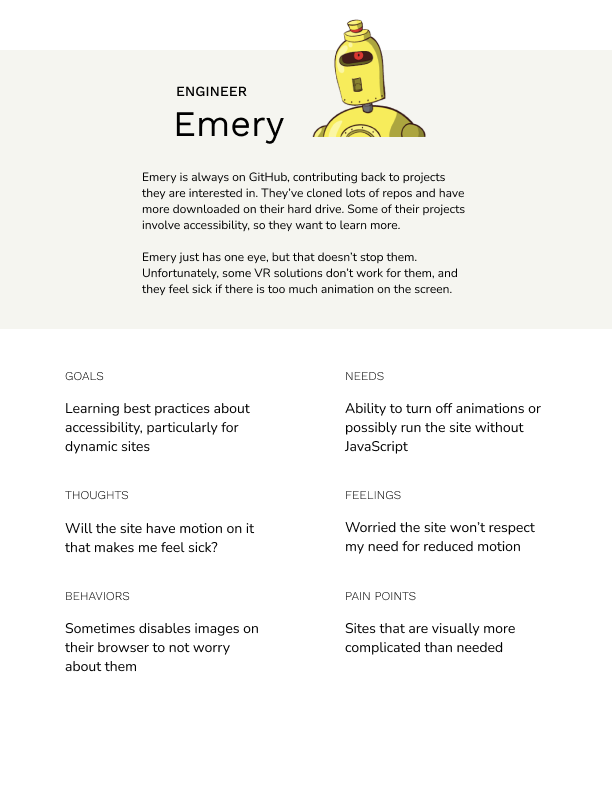 ENGINEER
Emery
Emery is always on GitHub, contributing back to projects
they are interested in. They’ve cloned lots of repos and have
more downloaded on their hard drive. Some of their projects
involve accessibility, so they want to learn more.
Emery just has one eye, but that doesn’t stop them.
Unfortunately, some VR solutions don’t work for them, and
they feel sick if there is too much animation on the screen.
GOALS
Learning best practices about
accessibility, particularly for
dynamic sites
NEEDS
Ability to turn off animations or
possibly run the site without
JavaScript
THOUGHTS
Will the site have motion on it
that makes me feel sick?
FEELINGS
Worried the site won’t respect
my need for reduced motion
BEHAVIORS
Sometimes disables images on
their browser to not worry
about them
PAIN POINTS
Sites that are visually more
complicated than needed